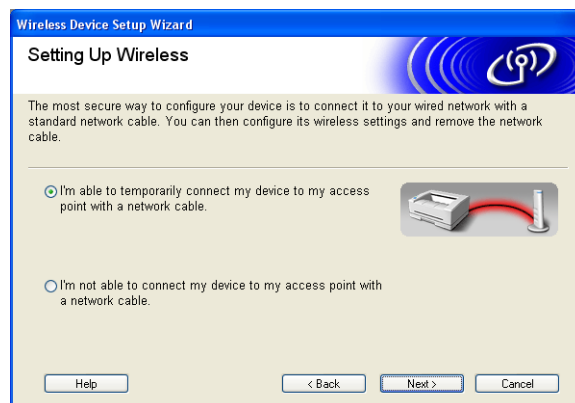 Wireless Device Setup Wizard
Setting Up Wireless
The most secure way to configure your device is to connect it to your wired network with a
standard network cable. You can then configure its wireless settings and remove the network
cable.
I'm able to temporarily connect my device to my access
point with a network cable.
I'm not able to connect my device to my access point with
a network cable.
Help
< Back
Next >
Cancel